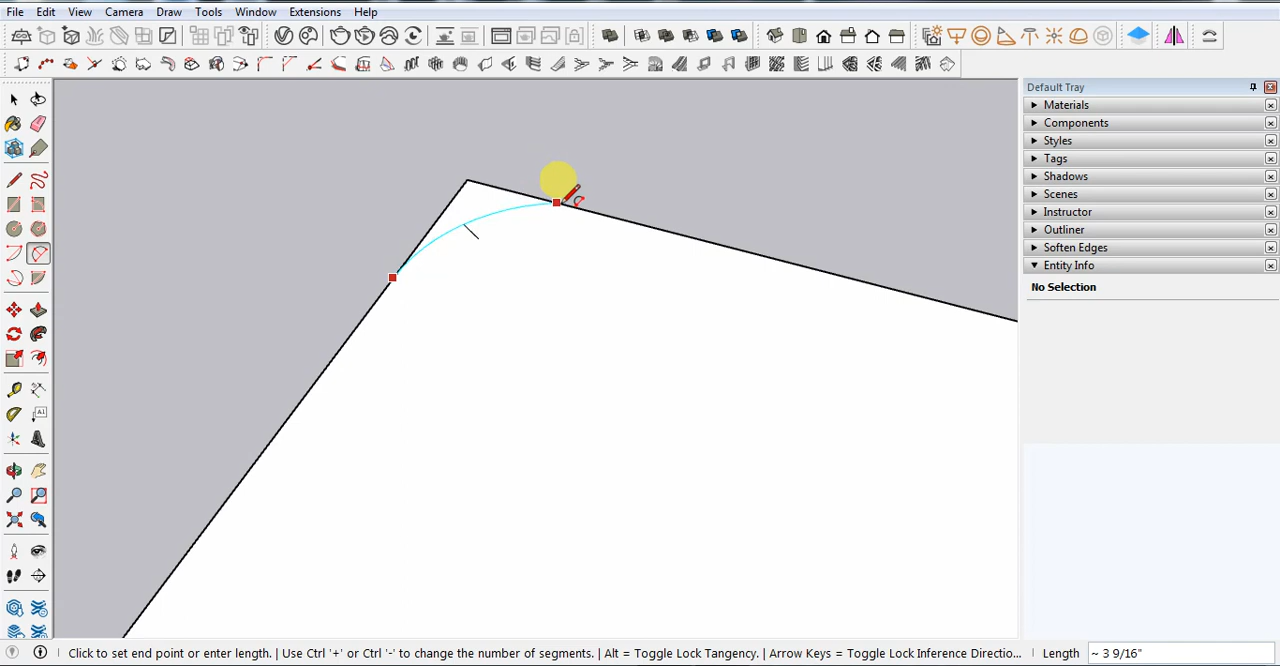 File Edit View Camera Draw Tools Window Extensions Help
Default Tray
Materials
Components
Styles
Tags
Shadows
Scenes
Instructor
Outliner
Soften Edges
Entity Info
No Selection
A1
Click to set end point or enter length. | Use Ctrl '+' or Ctrl '-' to change the number of segments. | Alt = Toggle Lock Tangency. | Arrow Keys = Toggle Lock Inference Directio... Length ~ 3 9/16"